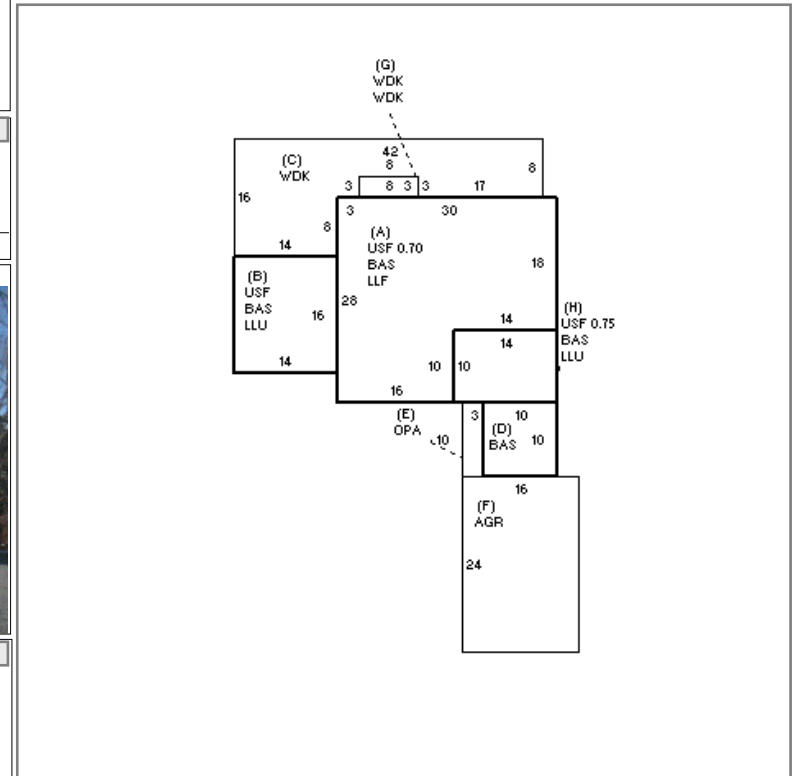 (G)
WDK
WDK
42
8
8
(C)
WDK
3
8
3
3
17
16
3
30
8
(A)
USF 0.70
BAS
LLF
14
18
(B)
USF
BAS
LLU
16
28
14
14
14
(H)
USF 0.75
BAS
LLU
10
10
16
(E)
OPA
10
3
10
(D)
BAS
10
16
(F)
AGR
24